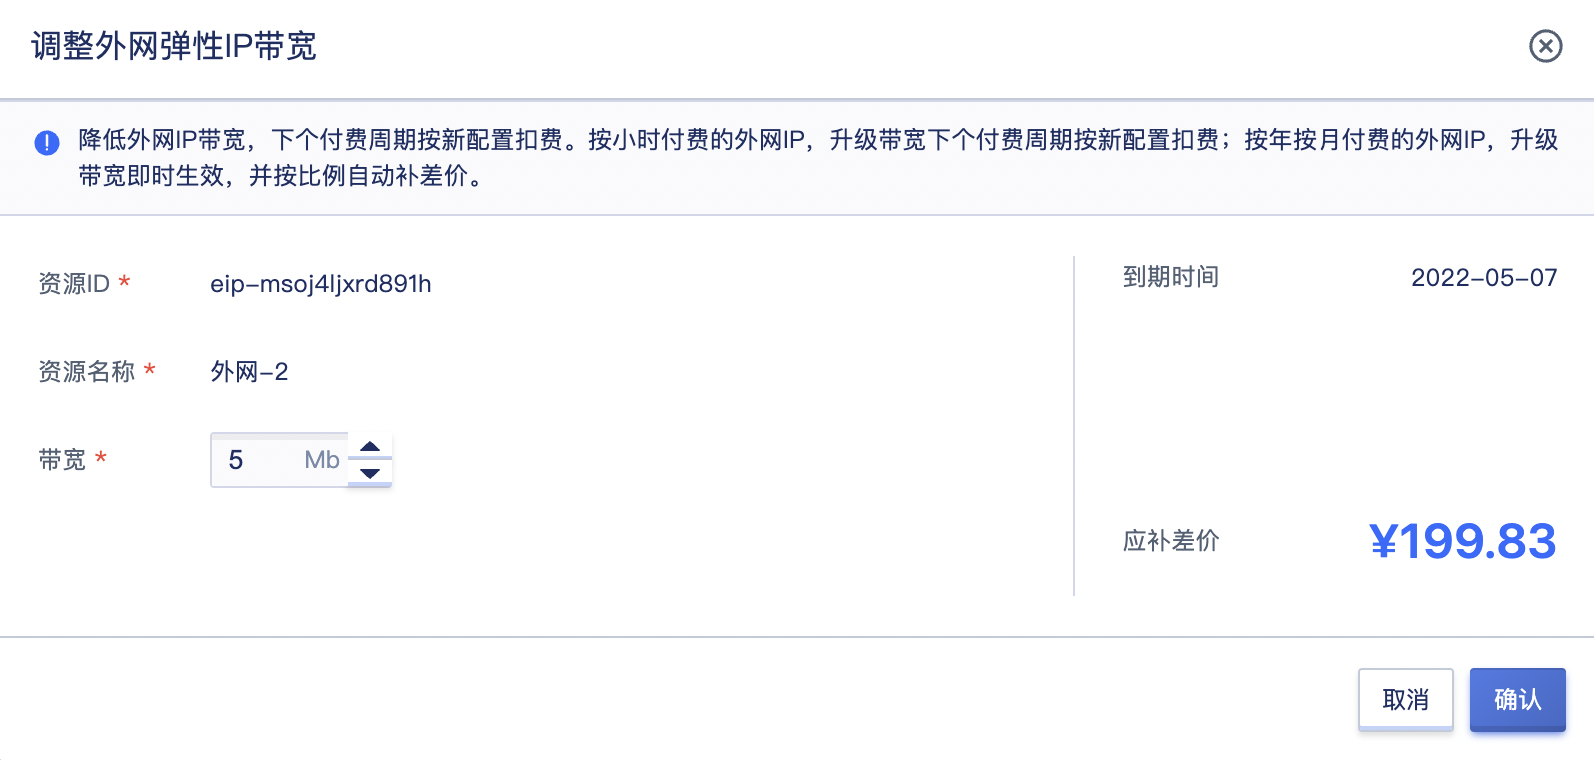 调整外网弹性IP带宽
降低外网IP带宽，下个付费周期按新配置扣费。按小时付费的外网IP，升级带宽下个付费周期按新配置扣费；按年按月付费的外网IP，升级
带宽即时生效，并按比例自动补差价。
资源ID * eip-msoj4ljxrd891h
资源名称 * 外网-2
带宽 * 5 Mb
到期时间 2022-05-07
应补差价 ¥199.83
取消 确认